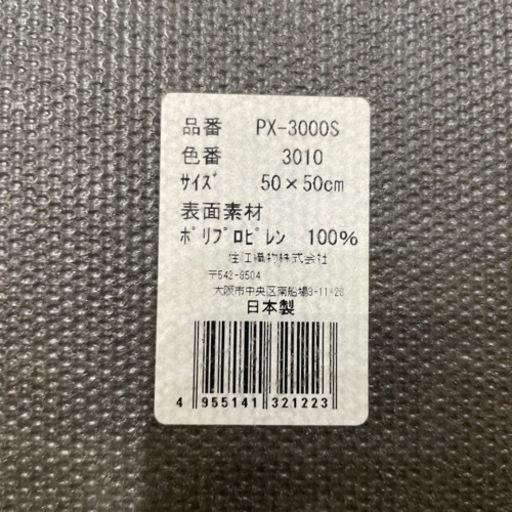 品番 PX-3000S
色番 3010
ｻｲｽﾞ 50×50cm
表面素材
ﾎﾟﾘﾌﾟﾛﾋﾟﾚﾝ 100%
住江織物株式会社
〒542-8504
大阪市中央区南船場3-11-20
日本製
4 955141 321223